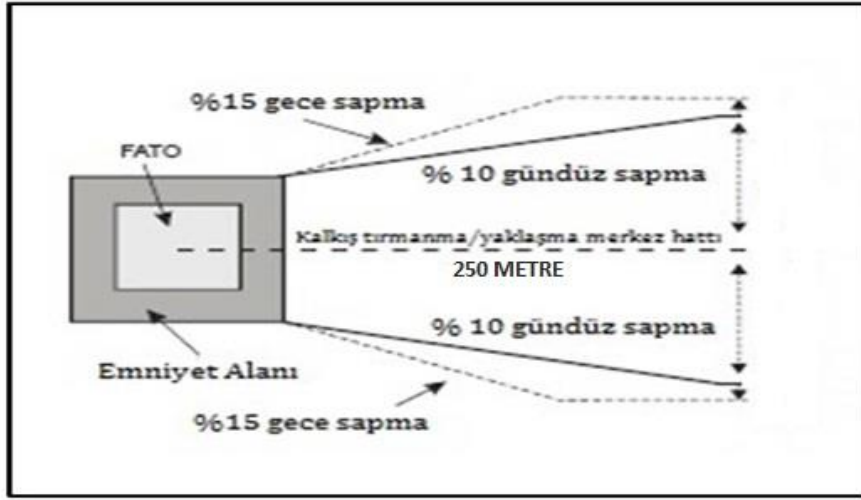 %15 gece sapma
FATO
% 10 gündüz sapma
Kalkış tırmanma/yaklaşma merkez hattı
250 METRE
% 10 gündüz sapma
Emniyet Alanı
%15 gece sapma